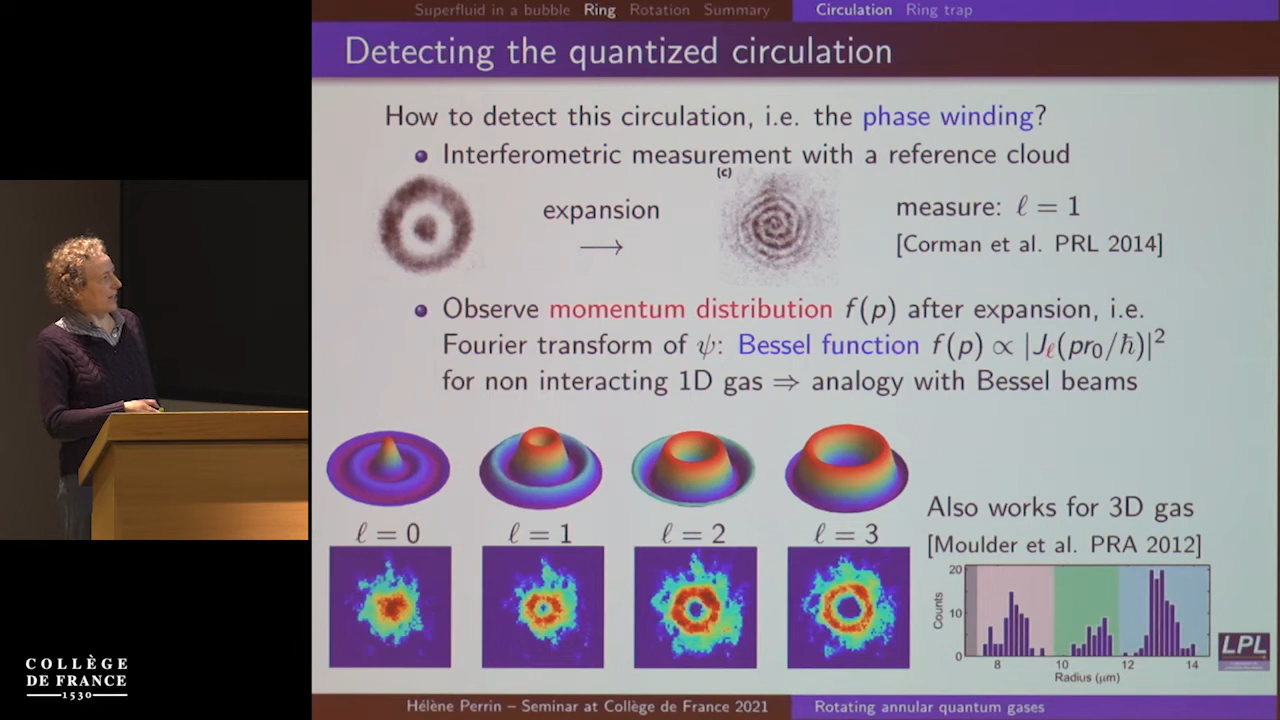 Superfluid in a bubble Ring Rotation Summary Circulation Ring trap
Detecting the quantized circulation
How to detect this circulation, i.e. the phase winding?
Interferometric measurement with a reference cloud
(c)
expansion
⟶
measure: ℓ = 1
[Corman et al. PRL 2014]
Observe momentum distribution f(p) after expansion, i.e.
Fourier transform of ψ: Bessel function f(p) ∝ |Jℓ(pr₀/ħ)|²
for non interacting 1D gas ⇒ analogy with Bessel beams
ℓ = 0 ℓ = 1 ℓ = 2 ℓ = 3
Also works for 3D gas
[Moulder et al. PRA 2012]
20
10
0
Counts
8 10 12 14
Radius (μm)
LPL
COLLÈGE
DE FRANCE
1530
Hélène Perrin – Seminar at Collège de France 2021 Rotating annular quantum gases